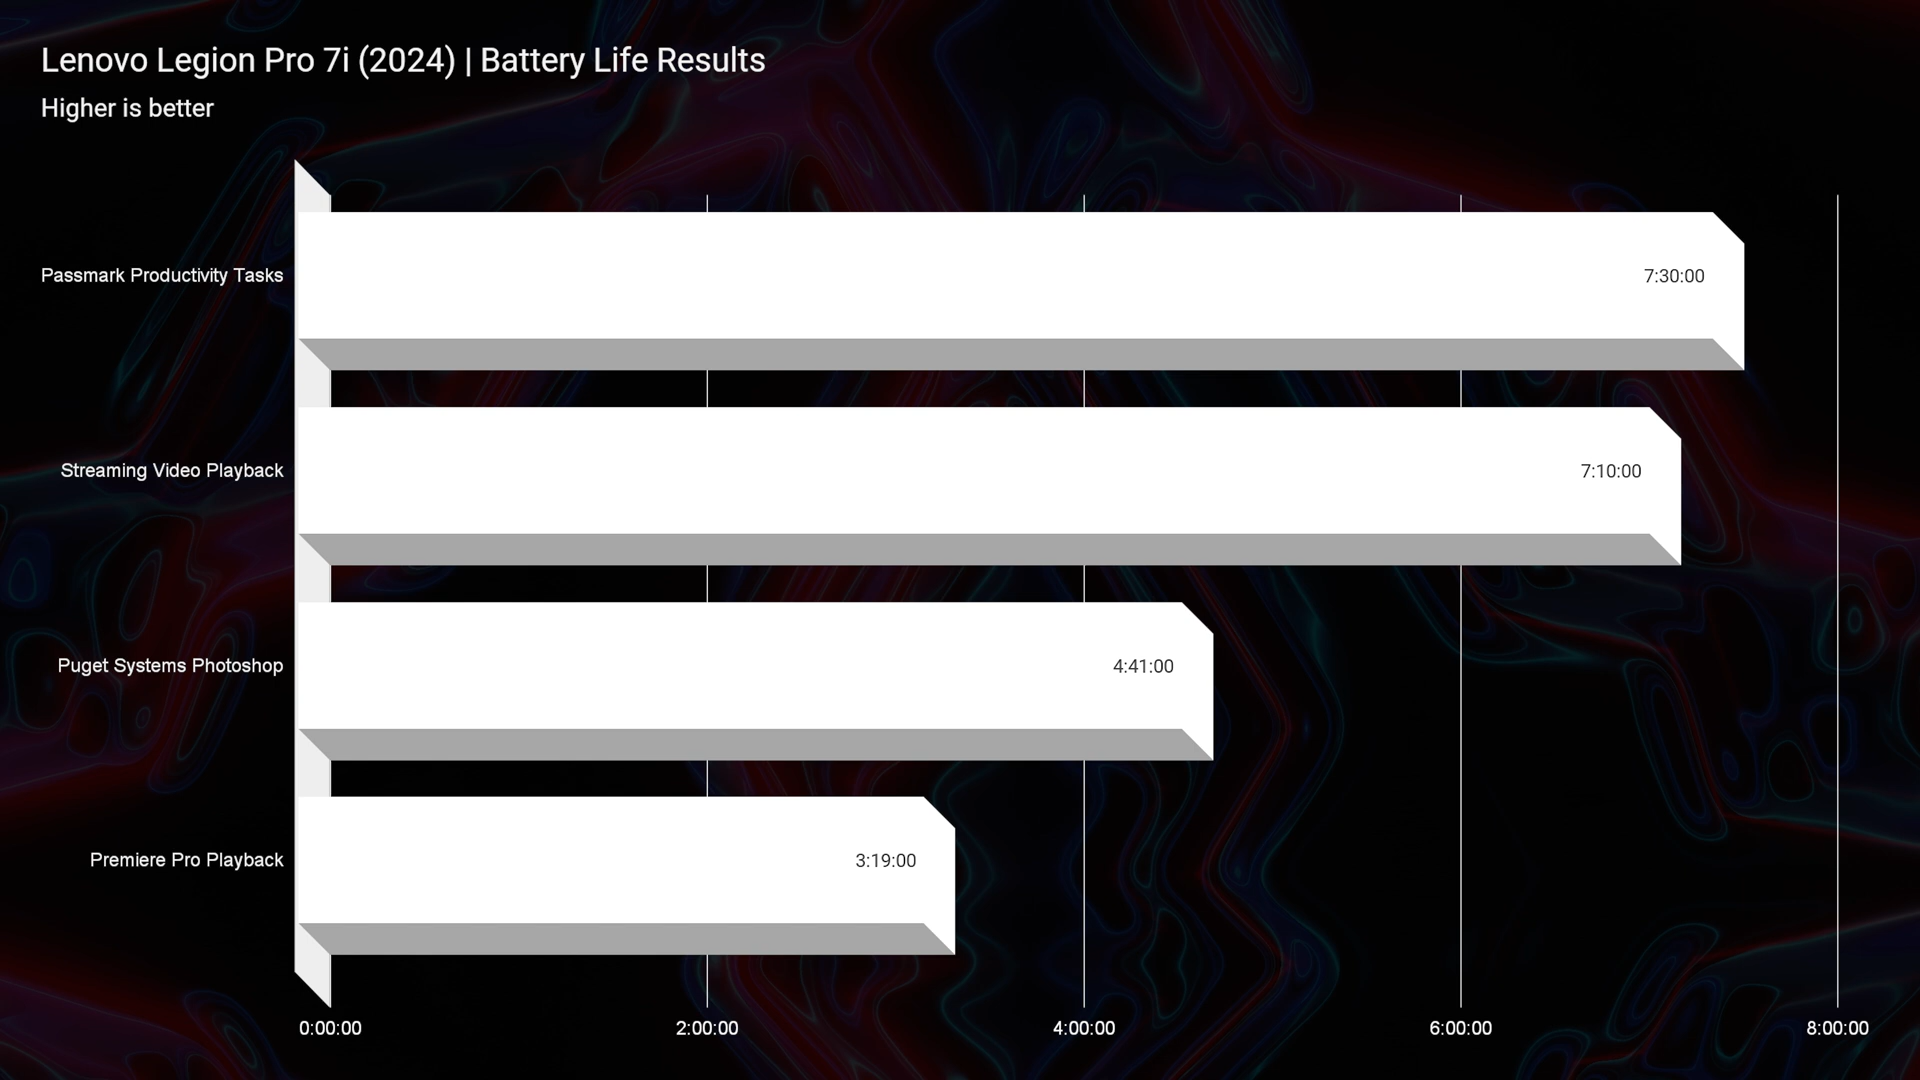 Lenovo Legion Pro 7i (2024) | Battery Life Results
Higher is better
Passmark Productivity Tasks
7:30:00
Streaming Video Playback
7:10:00
Puget Systems Photoshop
4:41:00
Premiere Pro Playback
3:19:00
0:00:00
2:00:00
4:00:00
6:00:00
8:00:00